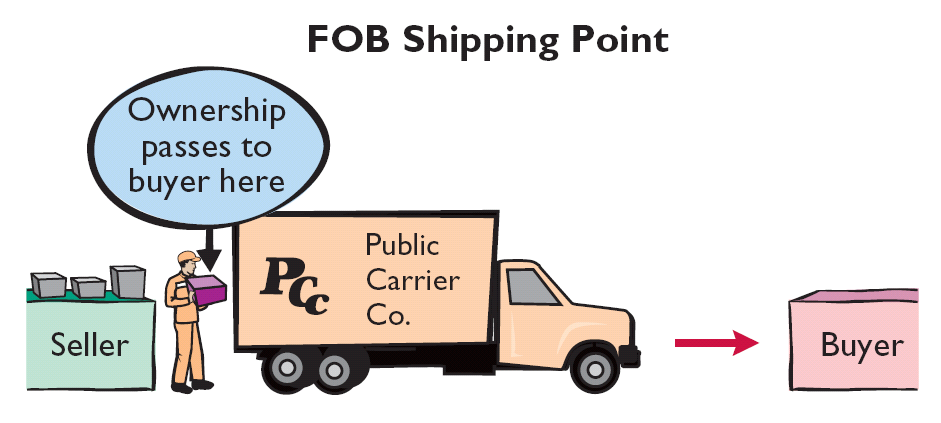 FOB Shipping Point
Ownership
passes to
buyer here
PCc
Public
Carrier
Co.
Seller
Buyer